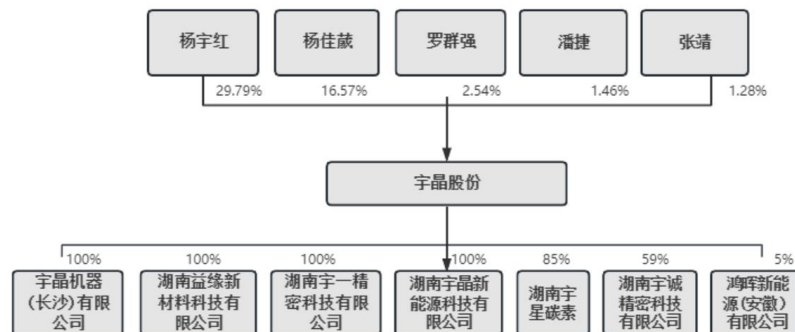 杨宇红
杨佳葳
罗群强
潘捷
张靖
29.79%
16.57%
2.54%
1.46%
1.28%
宇晶股份
100%
100%
100%
100%
85%
59%
5%
宇晶机器
(长沙)有限
公司
湖南益缘新
材料科技有
限公司
湖南宇一精
密科技有限
公司
湖南宇晶新
能源科技有
限公司
湖南宇
星碳素
湖南宇诚
精密科技
有限公司
鸿晖新能
源(安徽)
有限公司